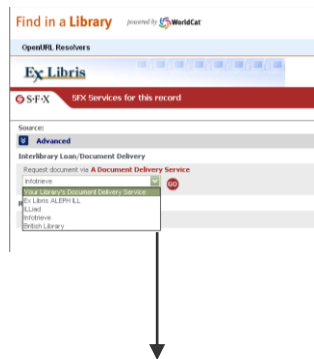 Find in a Library powered by WorldCat
OpenURL Resolvers
Ex Libris
S·F·X SFX Services for this record
Source:
Advanced
Interlibrary Loan/Document Delivery
Request document via A Document Delivery Service
Infotrieve GO
Your Library's Document Delivery Service
Ex Libris ALEPH ILL
ILLiad
Infotrieve
British Library